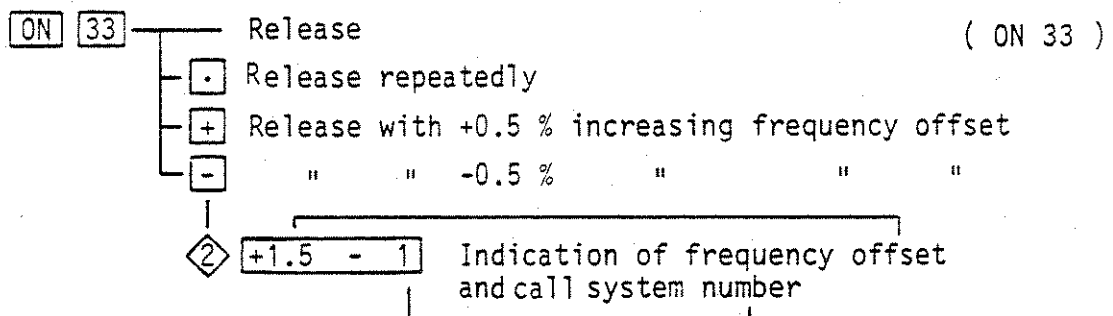 ON 33 Release ( ON 33 )
· Release repeatedly
+ Release with +0.5 % increasing frequency offset
- " " -0.5 % " " "
2 +1.5 - 1 Indication of frequency offset
and call system number